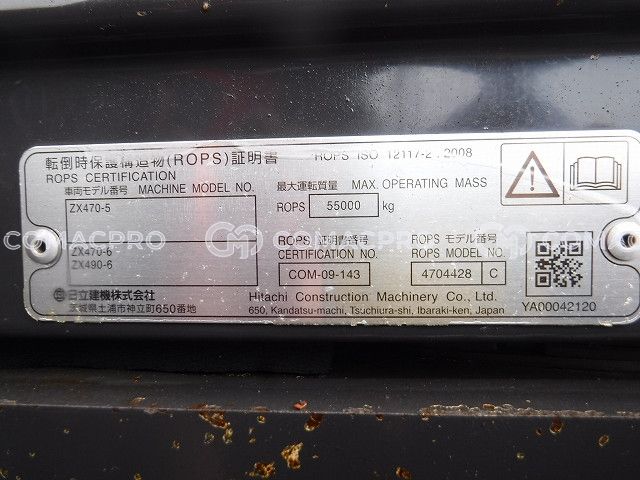 転倒時保護構造物(ROPS)証明書
ROPS CERTIFICATION
ROPS ISO 12117-2 : 2008
車両モデル番号 MACHINE MODEL NO.
ZX470-5
ZX470-6
ZX490-6
最大運転質量 MAX. OPERATING MASS
ROPS 55000 kg
ROPS 証明書番号
CERTIFICATION NO.
COM-09-143
ROPS モデル番号
ROPS MODEL NO.
4704428 C
日立建機株式会社
茨城県土浦市神立町650番地
Hitachi Construction Machinery Co., Ltd.
650, Kandatsu-machi, Tsuchiura-shi, Ibaraki-ken, Japan
YA00042120
COMACPRO
COMACPRO